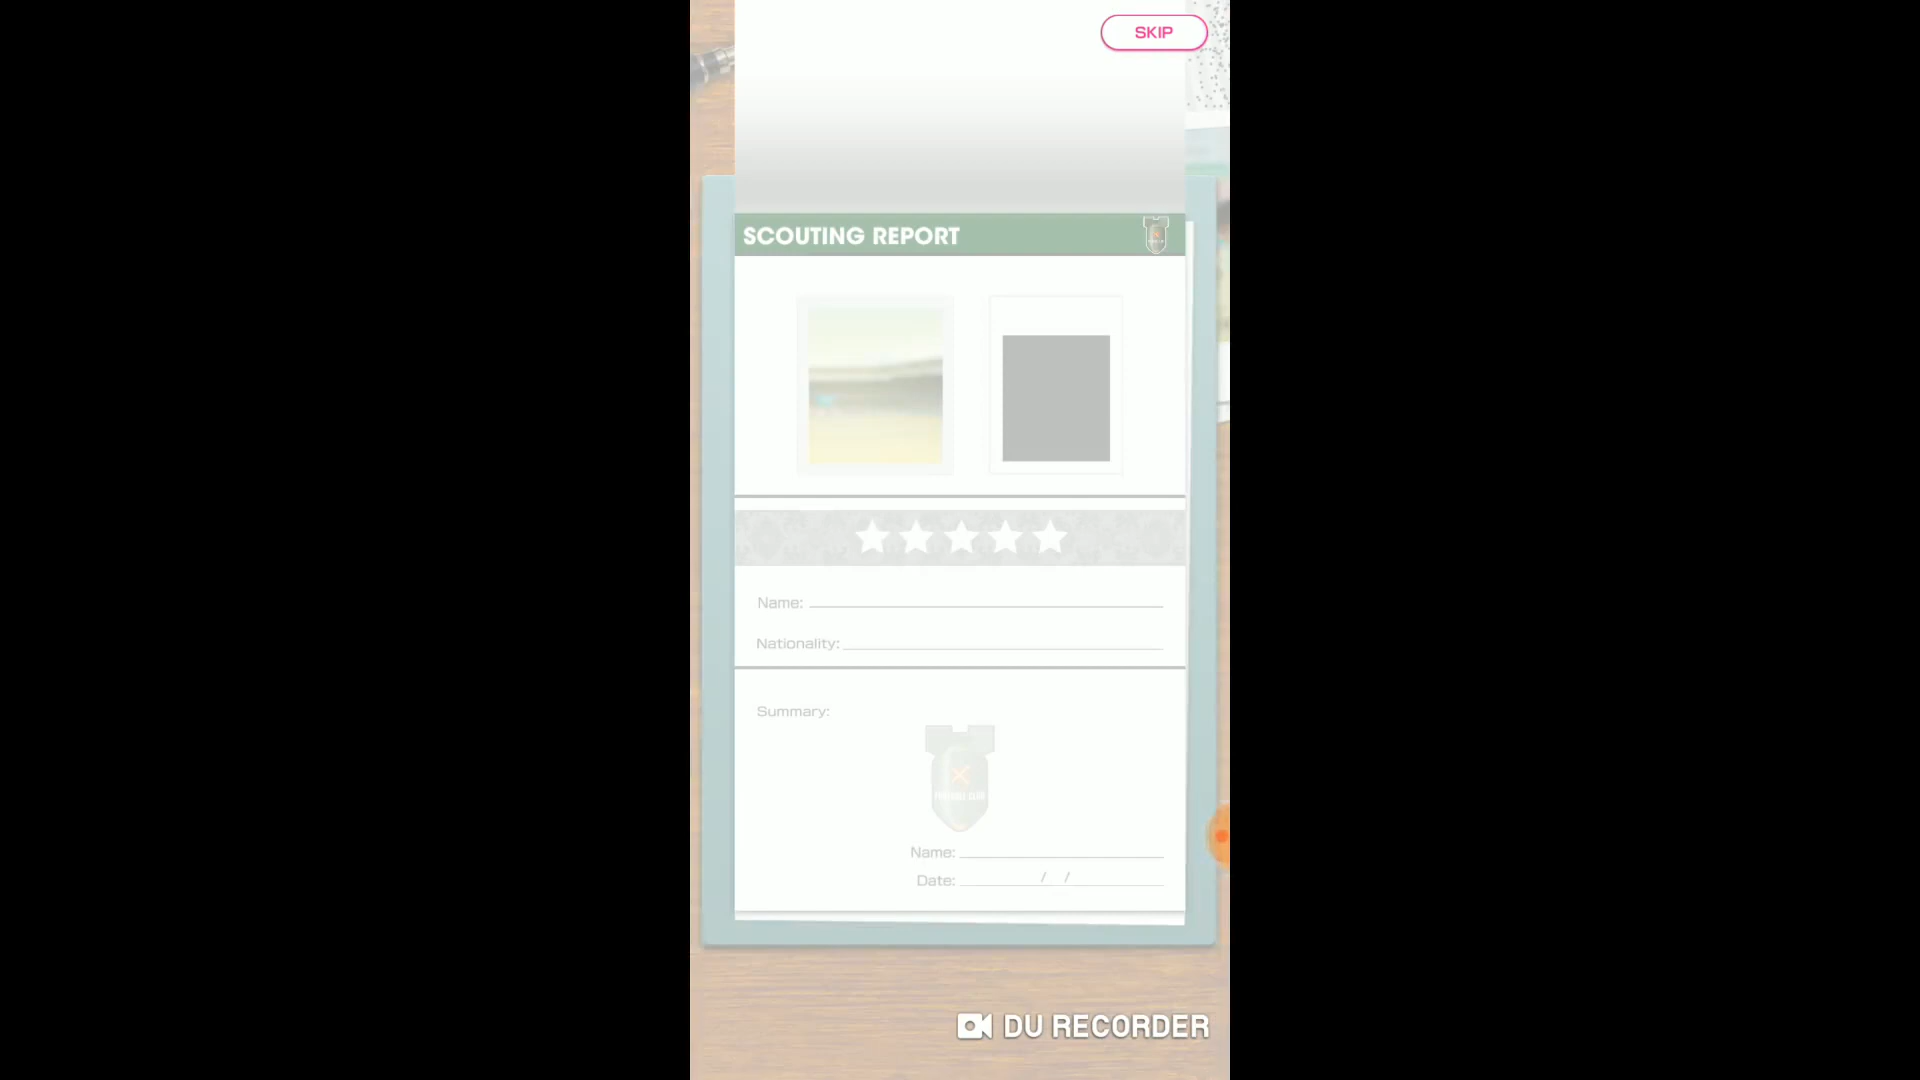 SKIP
SCOUTING REPORT
Name:
Nationality:
Summary:
Name:
Date: / /
DU RECORDER